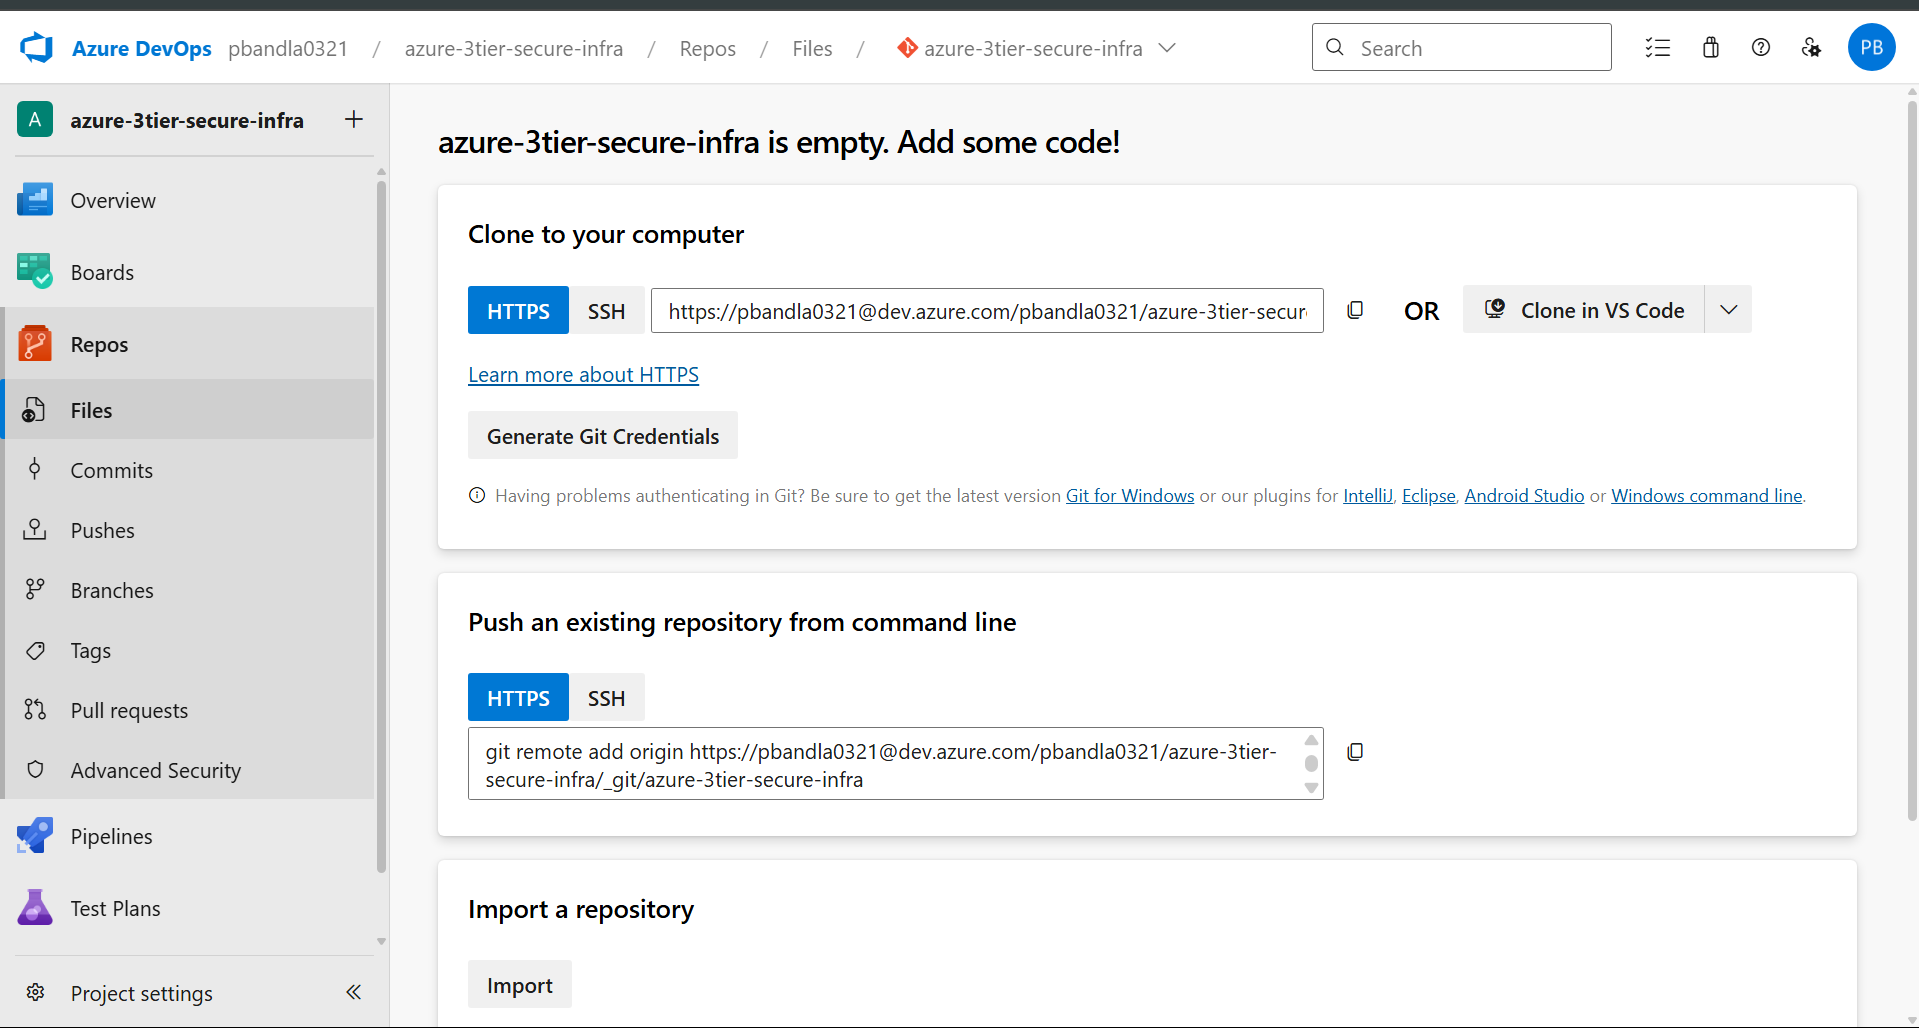 Azure DevOps pbandla0321 / azure-3tier-secure-infra / Repos / Files / azure-3tier-secure-infra
Search
PB
A azure-3tier-secure-infra
Overview
Boards
Repos
Files
Commits
Pushes
Branches
Tags
Pull requests
Advanced Security
Pipelines
Test Plans
Project settings
azure-3tier-secure-infra is empty. Add some code!
Clone to your computer
HTTPS SSH https://pbandla0321@dev.azure.com/pbandla0321/azure-3tier-secur OR Clone in VS Code
Learn more about HTTPS
Generate Git Credentials
Having problems authenticating in Git? Be sure to get the latest version Git for Windows or our plugins for IntelliJ, Eclipse, Android Studio or Windows command line.
Push an existing repository from command line
HTTPS SSH
git remote add origin https://pbandla0321@dev.azure.com/pbandla0321/azure-3tier-
secure-infra/_git/azure-3tier-secure-infra
Import a repository
Import